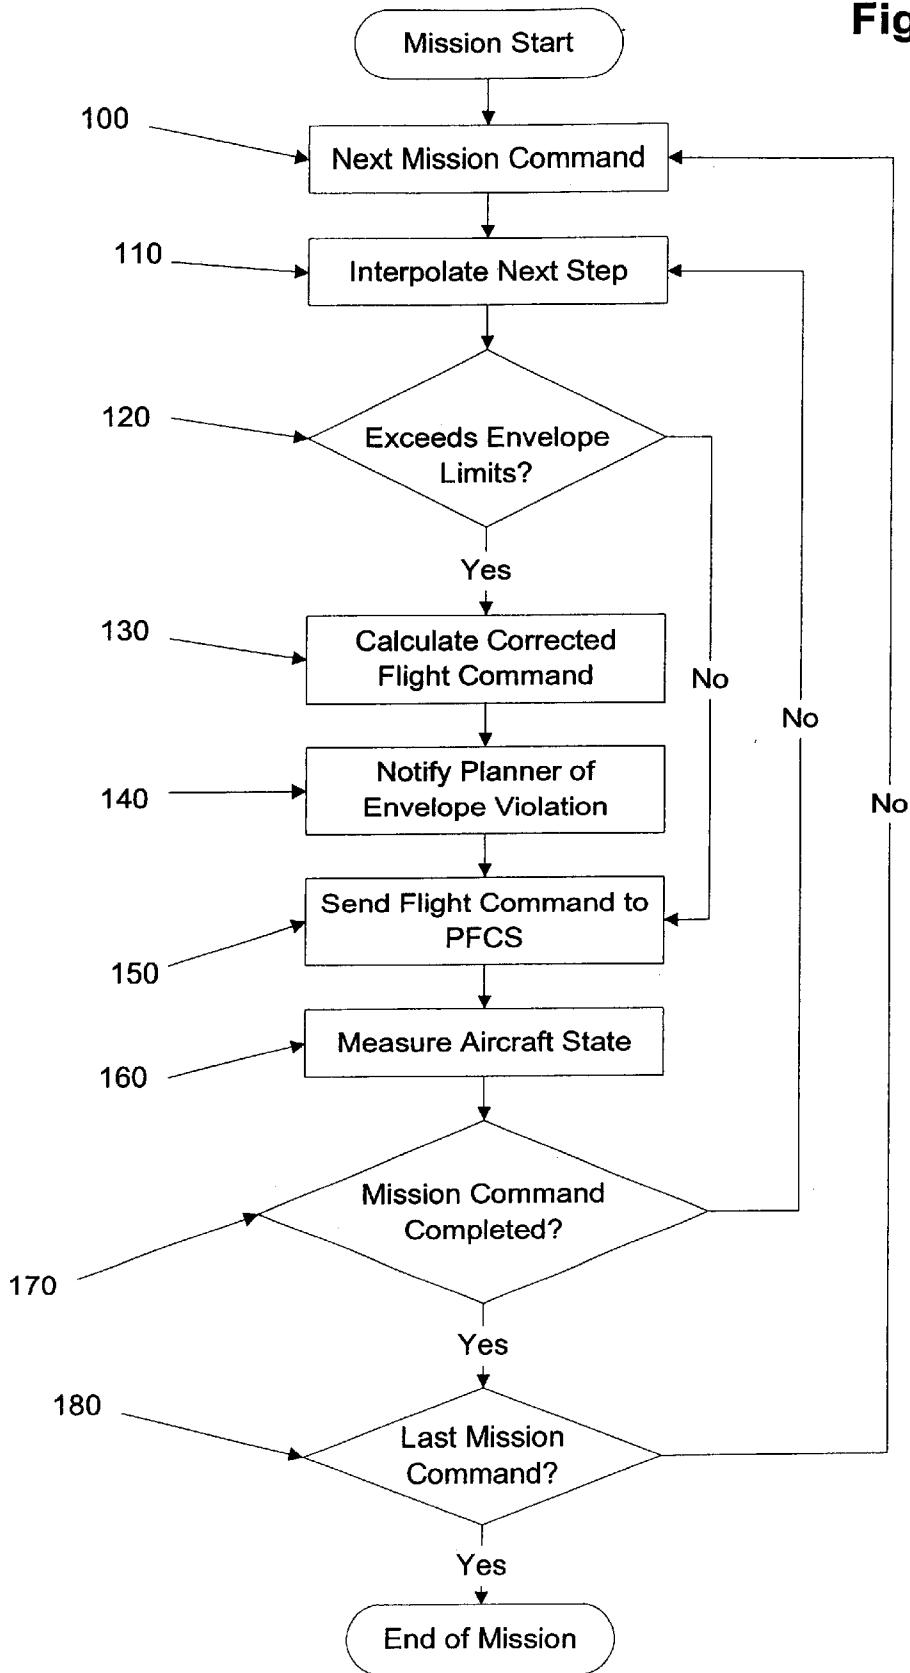 Fig
Mission Start
100
Next Mission Command
110
Interpolate Next Step
120
Exceeds Envelope
Limits?
Yes
130
Calculate Corrected
Flight Command
No
No
140
Notify Planner of
Envelope Violation
No
Send Flight Command to
PFCS
150
Measure Aircraft State
160
Mission Command
Completed?
170
Yes
180
Last Mission
Command?
Yes
End of Mission